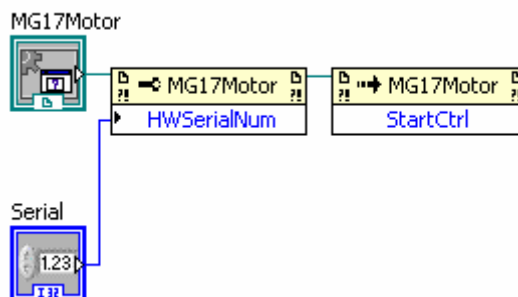 MG17Motor
MG17Motor
MG17Motor
HWSerialNum
StartCtrl
Serial
1.23
I32